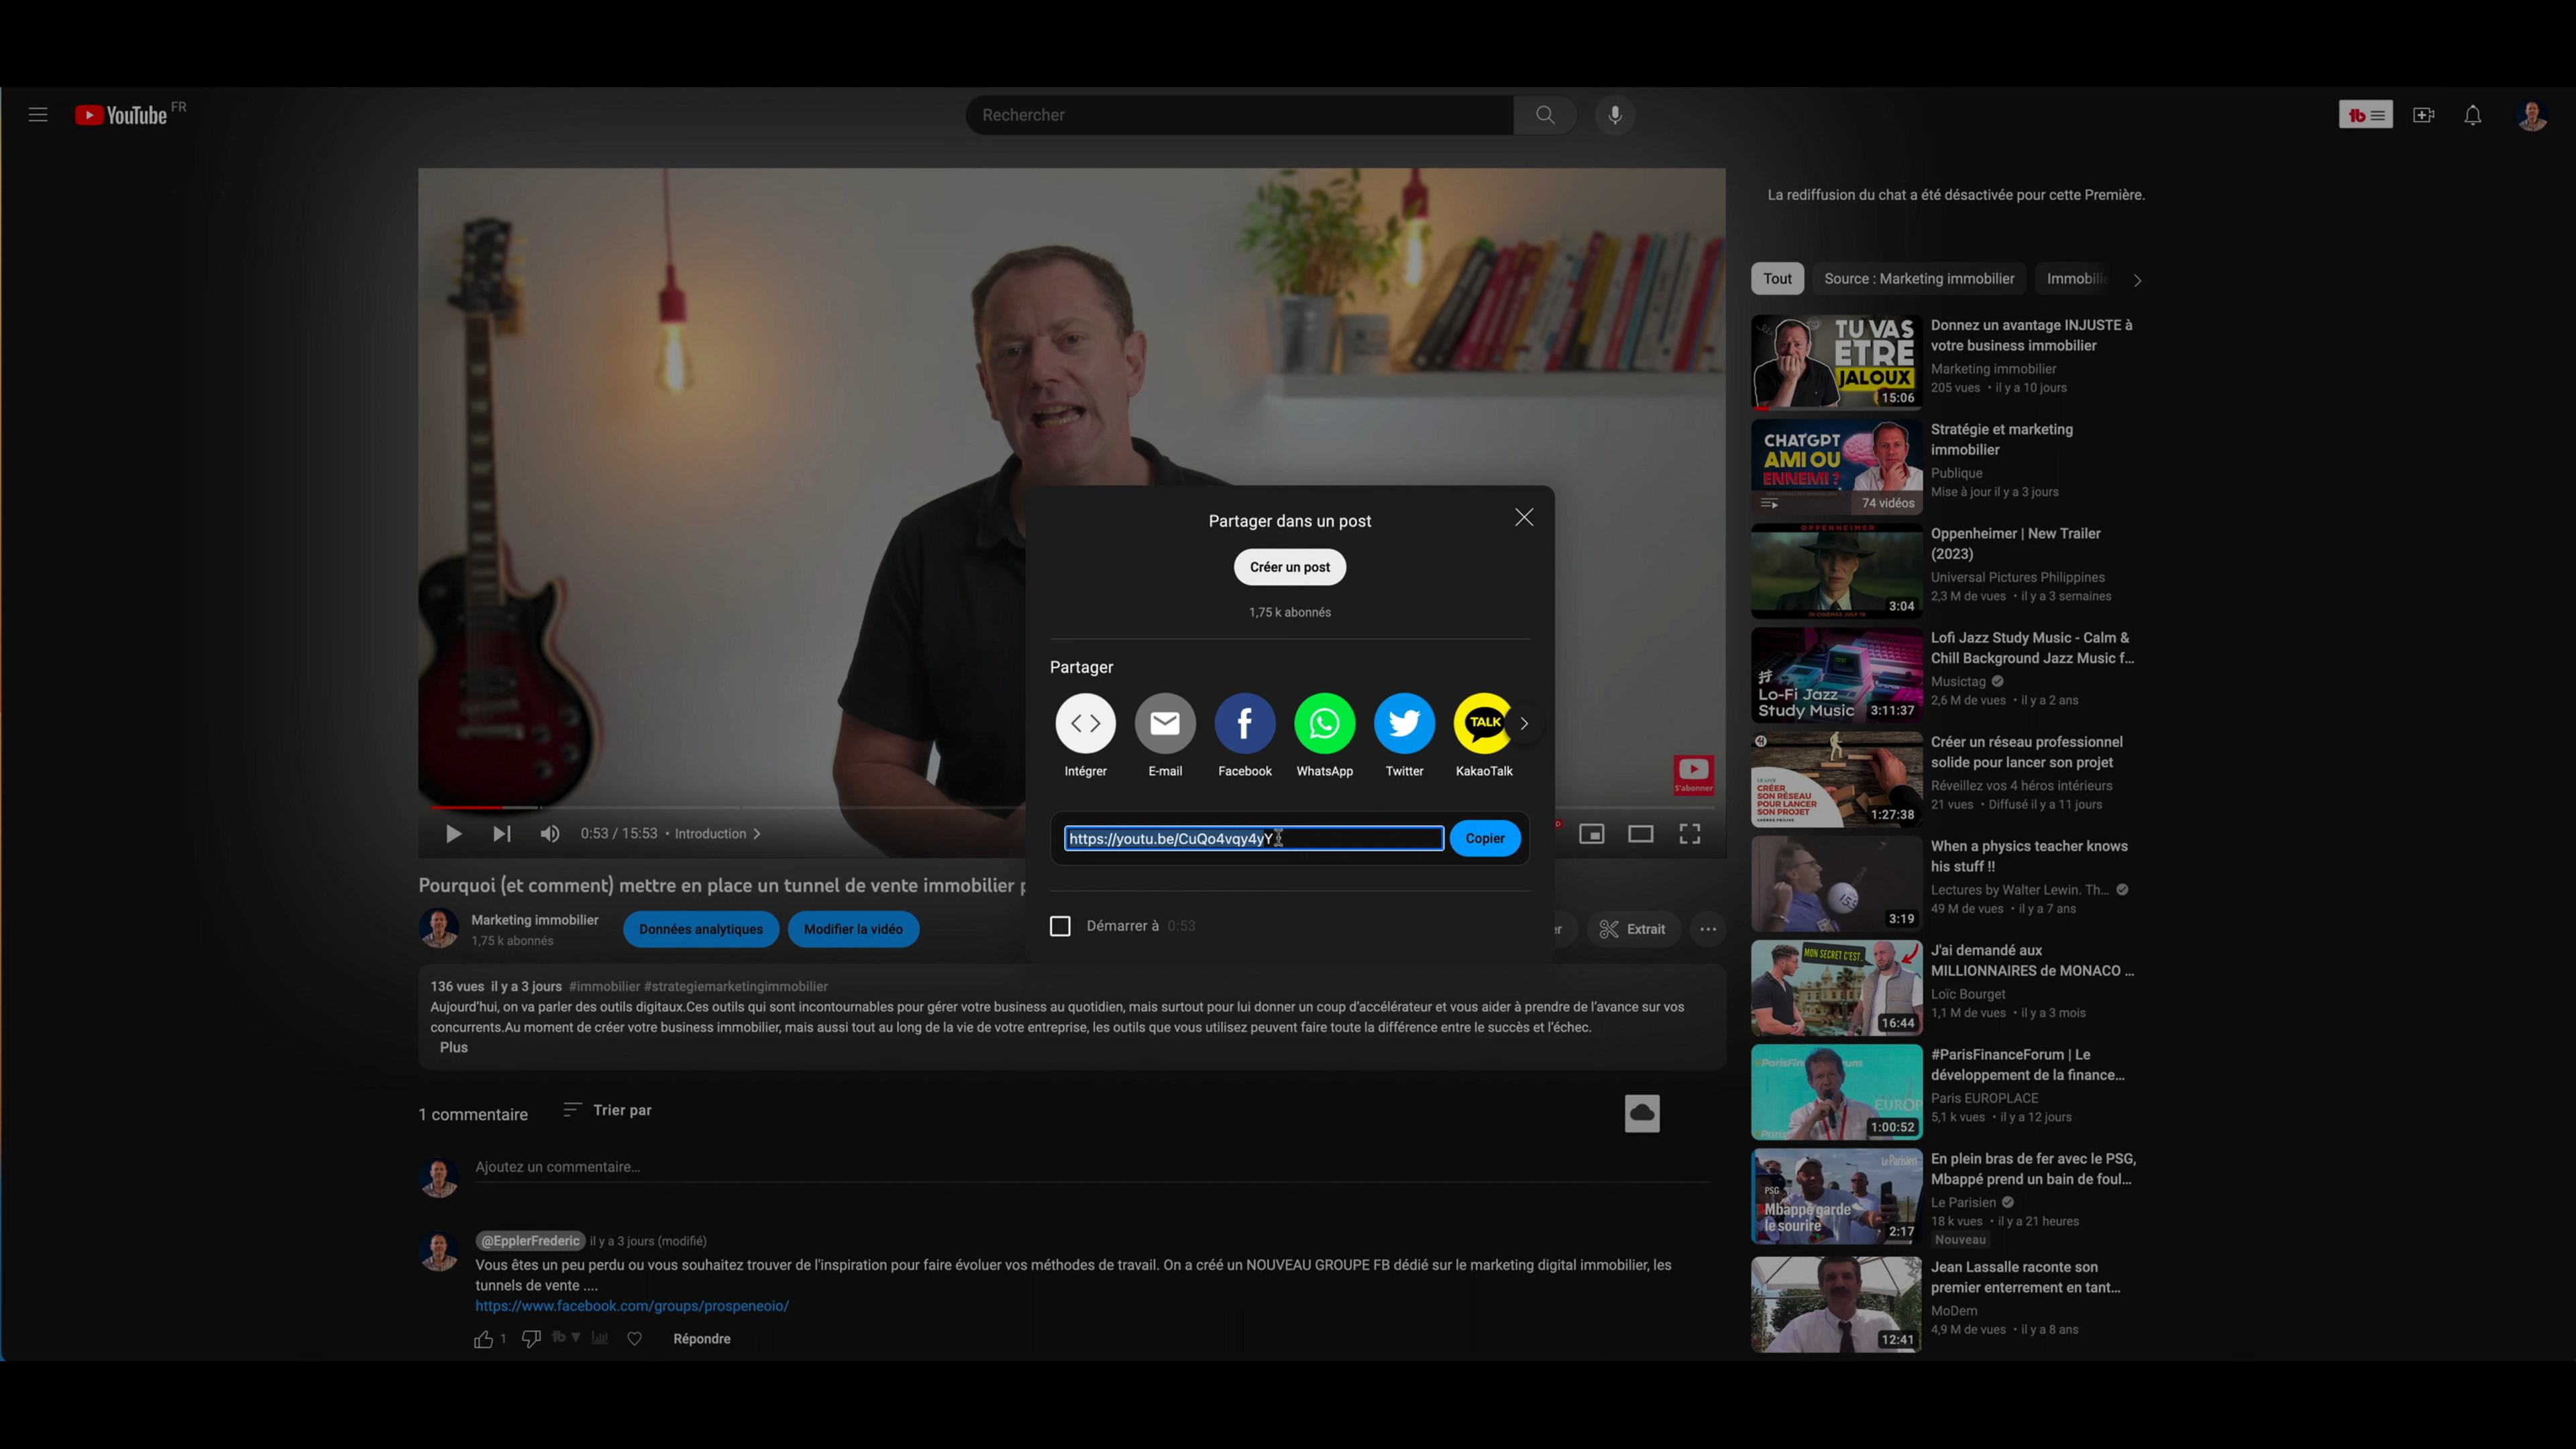 YouTube FR
Rechercher
La rediffusion du chat a été désactivée pour cette Première.
Tout
Source : Marketing immobilier
TU VAS
ETRE
JALOUX
15:06
Donnez un avantage INJUSTE à
votre business immobilier
Marketing immobilier
205 vues • il y a 10 jours
CHATGPT
AMI OU
ENNEMI ?
74 vidéos
Stratégie et marketing
immobilier
Publique
Mise à jour il y a 3 jours
OPPENHEIMER
3:04
Oppenheimer | New Trailer
(2023)
Universal Pictures Philippines
2,3 M de vues • il y a 3 semaines
Lo-Fi Jazz
Study Music
3:11:37
Lofi Jazz Study Music - Calm &
Chill Background Jazz Music f...
Musictag
2,6 M de vues • il y a 2 ans
CRÉER
SON RÉSEAU
POUR LANCER
SON PROJET
1:27:38
Créer un réseau professionnel
solide pour lancer son projet
Réveillez vos 4 héros intérieurs
21 vues • Diffusé il y a 11 jours
3:19
When a physics teacher knows
his stuff !!
Lectures by Walter Lewin. Th...
49 M de vues • il y a 7 ans
MON SECRET C'EST...
16:44
J'ai demandé aux
MILLIONNAIRES de MONACO ...
Loïc Bourget
1,1 M de vues • il y a 3 mois
1:00:52
#ParisFinanceForum | Le
développement de la finance...
Paris EUROPLACE
5,1 k vues • il y a 12 jours
Le Parisien
PSG
Mbappé garde
le sourire
2:17
En plein bras de fer avec le PSG,
Mbappé prend un bain de foul...
Le Parisien
18 k vues • il y a 21 heures
Nouveau
12:41
Jean Lassalle raconte son
premier enterrement en tant...
MoDem
4,9 M de vues • il y a 8 ans
Partager dans un post
Créer un post
1,75 k abonnés
Partager
Intégrer
E-mail
Facebook
WhatsApp
Twitter
TALK
KakaoTalk
https://youtu.be/CuQo4vqy4yY
Copier
Démarrer à 0:53
S'abonner
0:53 / 15:53 • Introduction
Pourquoi (et comment) mettre en place un tunnel de vente immobilier
Marketing immobilier
1,75 k abonnés
Données analytiques
Modifier la vidéo
Extrait
136 vues il y a 3 jours #immobilier #strategiemarketingimmobilier
Aujourd'hui, on va parler des outils digitaux.Ces outils qui sont incontournables pour gérer votre business au quotidien, mais surtout pour lui donner un coup d'accélérateur et vous aider à prendre de l'avance sur vos
concurrents.Au moment de créer votre business immobilier, mais aussi tout au long de la vie de votre entreprise, les outils que vous utilisez peuvent faire toute la différence entre le succès et l'échec.
Plus
1 commentaire
Trier par
Ajoutez un commentaire...
@EpplerFrederic il y a 3 jours (modifié)
Vous êtes un peu perdu ou vous souhaitez trouver de l'inspiration pour faire évoluer vos méthodes de travail. On a créé un NOUVEAU GROUPE FB dédié sur le marketing digital immobilier, les
tunnels de vente ....
https://www.facebook.com/groups/prospeneoio/
1
Répondre